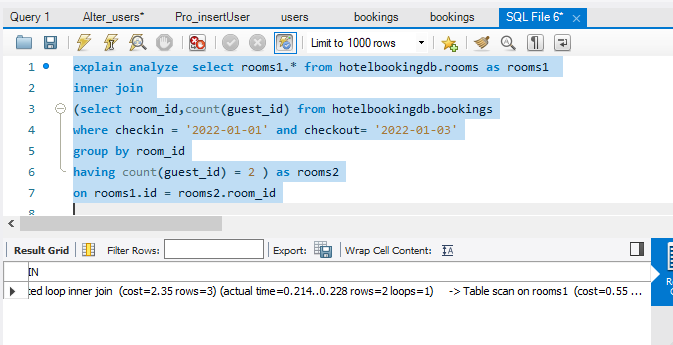 Query 1 Alter_users* Pro_insertUser users bookings bookings SQL File 6*
Limit to 1000 rows
1 explain analyze select rooms1.* from hotelbookingdb.rooms as rooms1
2 inner join
3 (select room_id,count(guest_id) from hotelbookingdb.bookings
4 where checkin = '2022-01-01' and checkout= '2022-01-03'
5 group by room_id
6 having count(guest_id) = 2 ) as rooms2
7 on rooms1.id = rooms2.room_id
8
Result Grid Filter Rows: Export: Wrap Cell Content: IA
IN
ted loop inner join (cost=2.35 rows=3) (actual time=0.214..0.228 rows=2 loops=1) -> Table scan on rooms1 (cost=0.55 ...